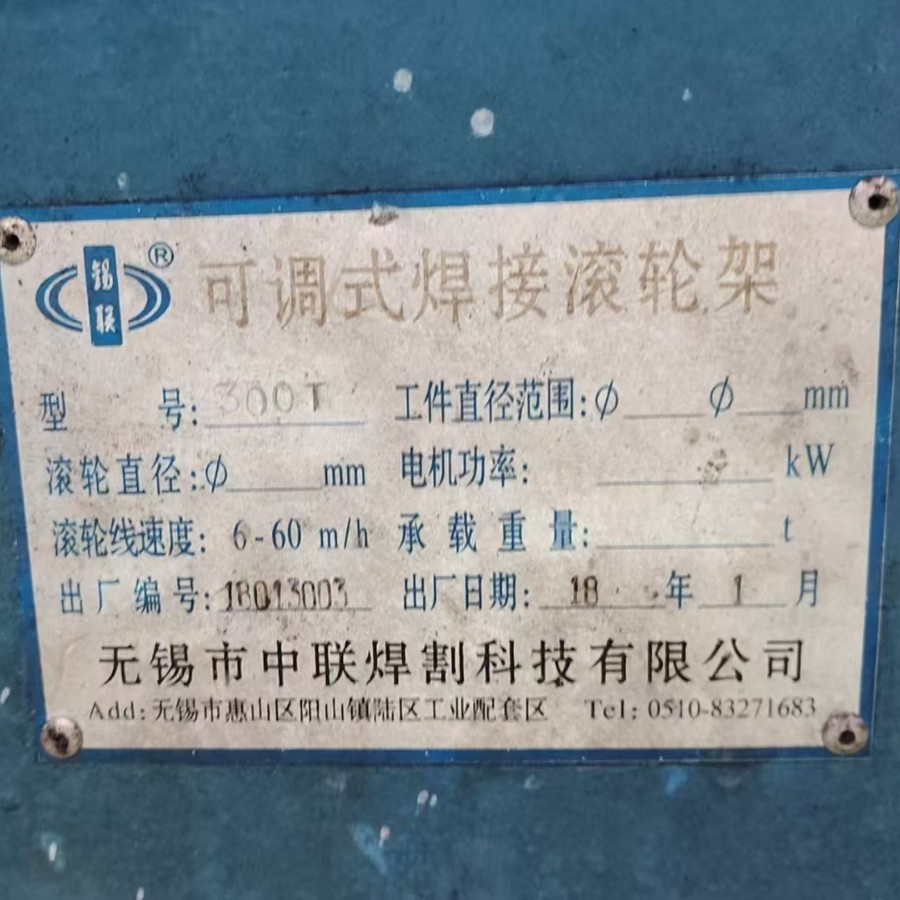 锡联®
可调式焊接滚轮架
型 号: 300T 工件直径范围:φ____φ____mm
滚轮直径:φ____mm 电机功率:____kW
滚轮线速度: 6-60 m/h 承载重量:____t
出厂编号: 18013003 出厂日期: 18 年 1 月
无锡市中联焊割科技有限公司
Add: 无锡市惠山区阳山镇陆区工业配套区 Tel: 0510-83271683